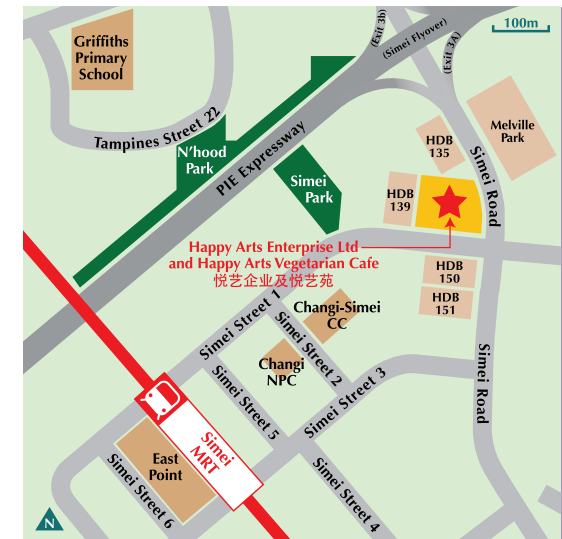 (Exit 3b)
(Simei Flyover)
(Exit 3A)
100m
Griffiths
Primary
School
Melville
Park
Tampines Street 22
HDB
135
Simei Road
N'hood
Park
PIE Expressway
Simei
Park
HDB
139
Happy Arts Enterprise Ltd
and Happy Arts Vegetarian Cafe
悦艺企业及悦艺苑
HDB
150
HDB
151
Simei Street 1
Changi-Simei
CC
Simei Street 2
Changi
NPC
Simei Street 3
Simei Road
Simei Street 5
Simei
MRT
East
Point
Simei Street 6
Simei Street 4
N